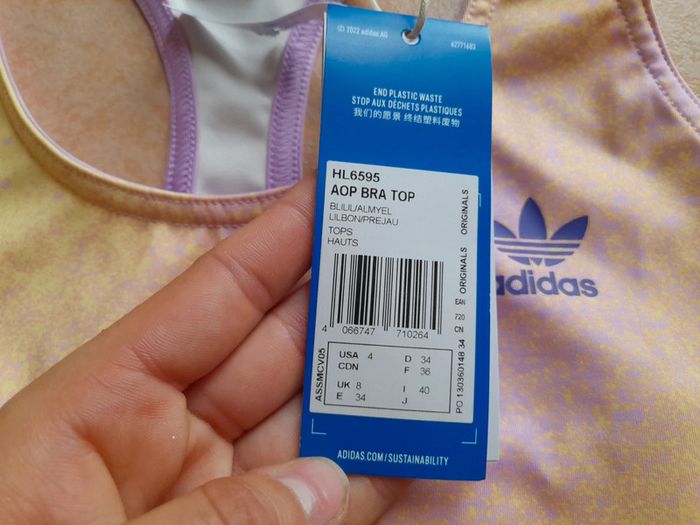 © 2022 adidas AG
62771683
END PLASTIC WASTE
STOP AUX DÉCHETS PLASTIQUES
我们的愿景 终结塑料废物
HL6595
AOP BRA TOP
BLILIL/ALMYEL
LILBON/PREJAU
TOPS
HAUTS
ORIGINALS
ORIGINALS
EAN
720
CN
4 066747 710264
ASSMCV05
USA 4 D 34
CDN F 36
UK 8 I 40
E 34 J
PO 130360148 34
ADIDAS.COM/SUSTAINABILITY
adidas